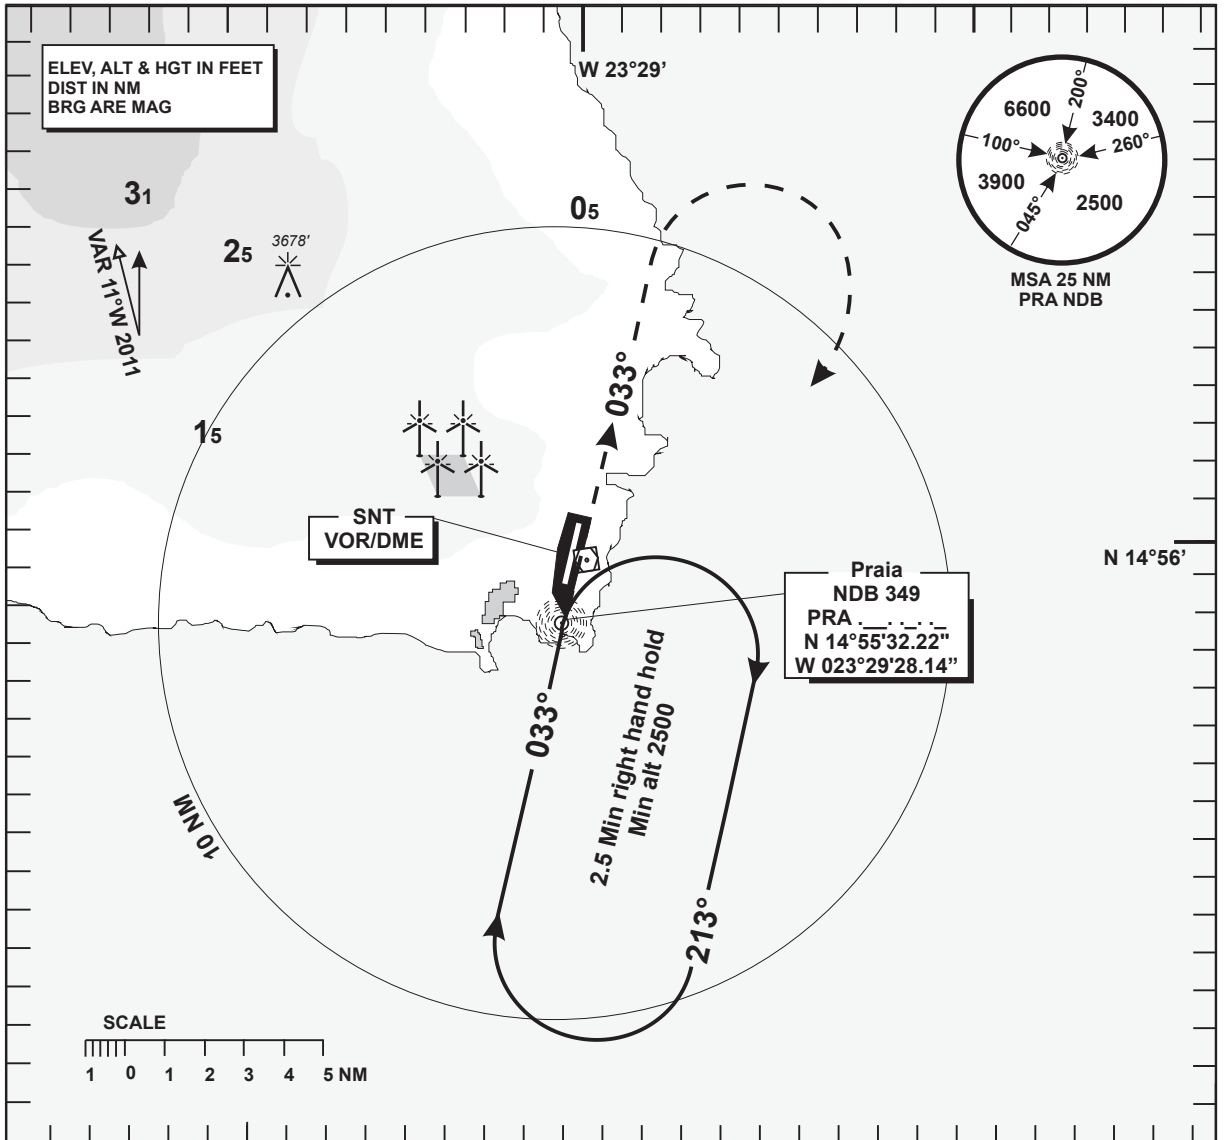 ELEV, ALT & HGT IN FEET
DIST IN NM
BRG ARE MAG
W 23°29’
6600
200°
3400
100°
260°
3900
045°
2500
MSA 25 NM
PRA NDB
31
05
25
3678'
VAR 11°W 2011
033°
15
SNT
VOR/DME
N 14°56’
Praia
NDB 349
PRA .__. ._. ._
N 14°55'32.22"
W 023°29'28.14”
033°
2.5 Min right hand hold
Min alt 2500
10 NM
213°
SCALE
1 0 1 2 3 4 5 NM